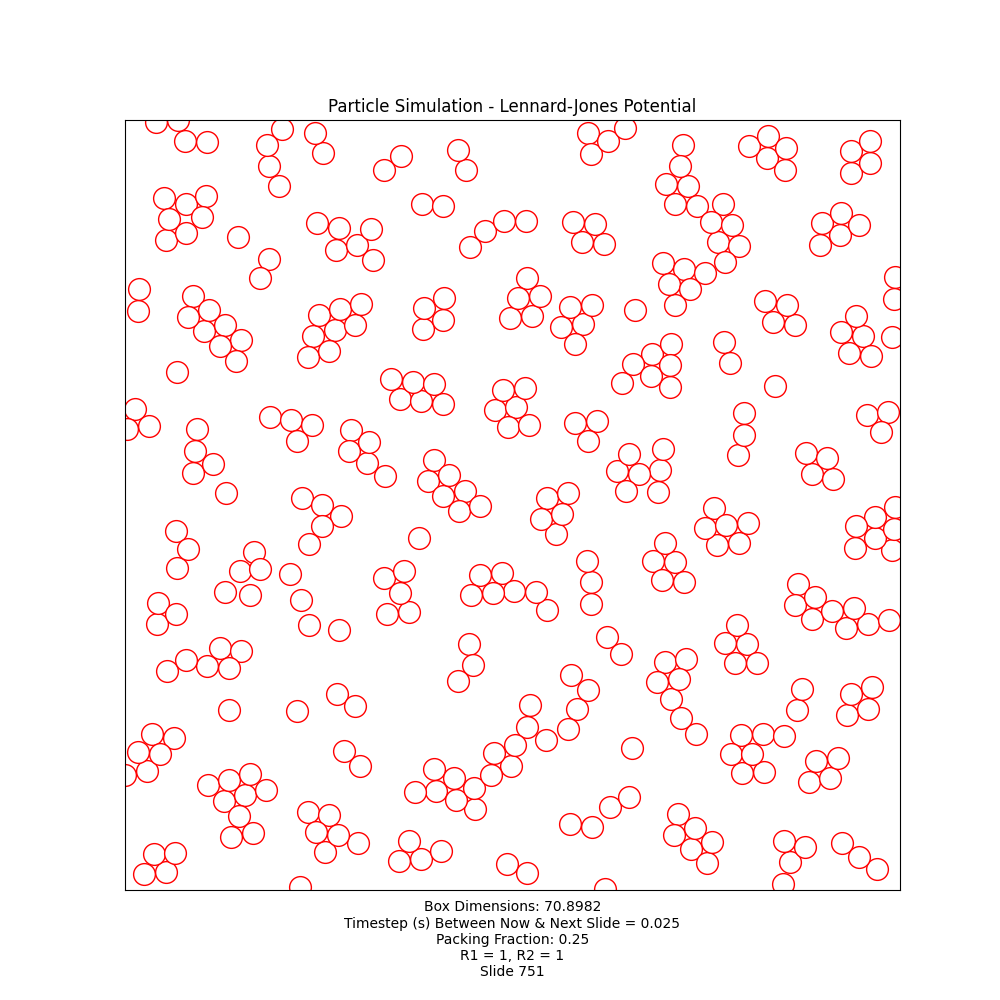 Particle Simulation - Lennard-Jones Potential
Box Dimensions: 70.8982
Timestep (s) Between Now & Next Slide = 0.025
Packing Fraction: 0.25
R1 = 1, R2 = 1
Slide 751